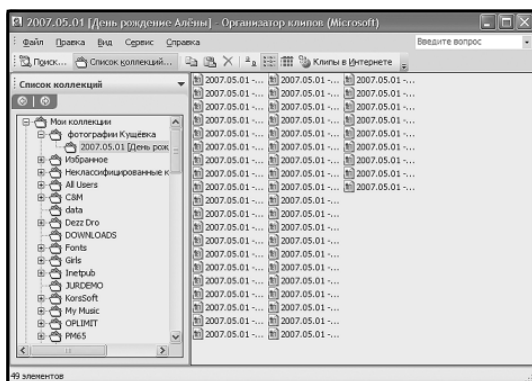 2007.05.01 [День рождение Алёны] - Организатор клипов (Microsoft)
Файл Правка Вид Сервис Справка
Введите вопрос
Поиск... Список коллекций... Клипы в Интернете
Список коллекций
Мои коллекции
фотографии Кущёвка
2007.05.01 [День рож
Избранное
Неклассифицированные к
All Users
C&M
data
Dezz Dro
DOWNLOADS
Fonts
Girls
Inetpub
JURDEMO
KorsSoft
My Music
OPLIMIT
PM65
2007.05.01 -... 2007.05.01 -... 2007.05.01 -...
2007.05.01 -... 2007.05.01 -... 2007.05.01 -...
2007.05.01 -... 2007.05.01 -... 2007.05.01 -...
2007.05.01 -... 2007.05.01 -... 2007.05.01 -...
2007.05.01 -... 2007.05.01 -... 2007.05.01 -...
2007.05.01 -... 2007.05.01 -... 2007.05.01 -...
2007.05.01 -... 2007.05.01 -... 2007.05.01 -...
2007.05.01 -... 2007.05.01 -... 2007.05.01 -...
2007.05.01 -... 2007.05.01 -... 2007.05.01 -...
2007.05.01 -... 2007.05.01 -...
2007.05.01 -... 2007.05.01 -...
2007.05.01 -... 2007.05.01 -...
2007.05.01 -... 2007.05.01 -...
2007.05.01 -... 2007.05.01 -...
2007.05.01 -... 2007.05.01 -...
2007.05.01 -... 2007.05.01 -...
2007.05.01 -... 2007.05.01 -...
2007.05.01 -... 2007.05.01 -...
2007.05.01 -... 2007.05.01 -...
2007.05.01 -... 2007.05.01 -...
49 элементов